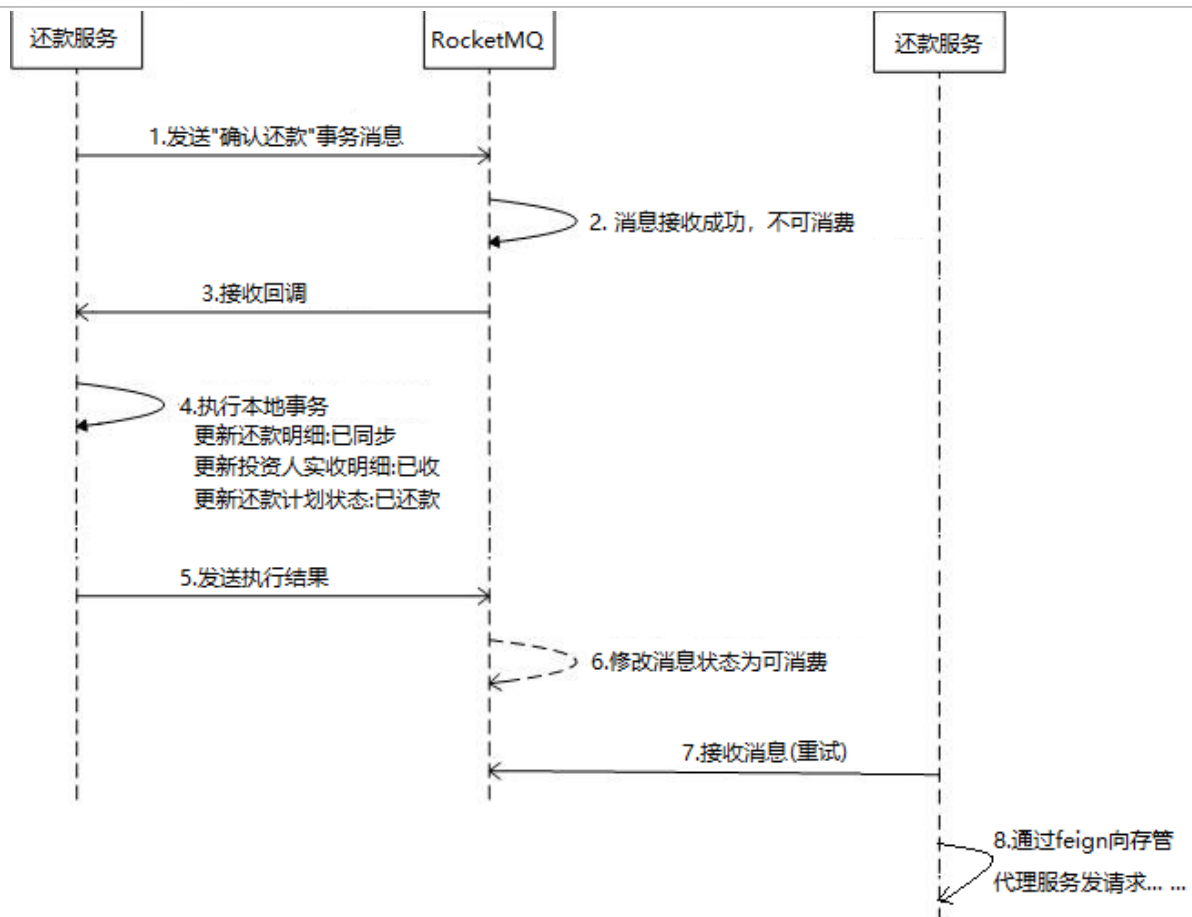 还款服务
RocketMQ
还款服务
1.发送"确认还款"事务消息
2. 消息接收成功，不可消费
3.接收回调
4.执行本地事务
更新还款明细:已同步
更新投资人实收明细:已收
更新还款计划状态:已还款
5.发送执行结果
6.修改消息状态为可消费
7.接收消息(重试)
8.通过feign向存管
代理服务发请求... ...